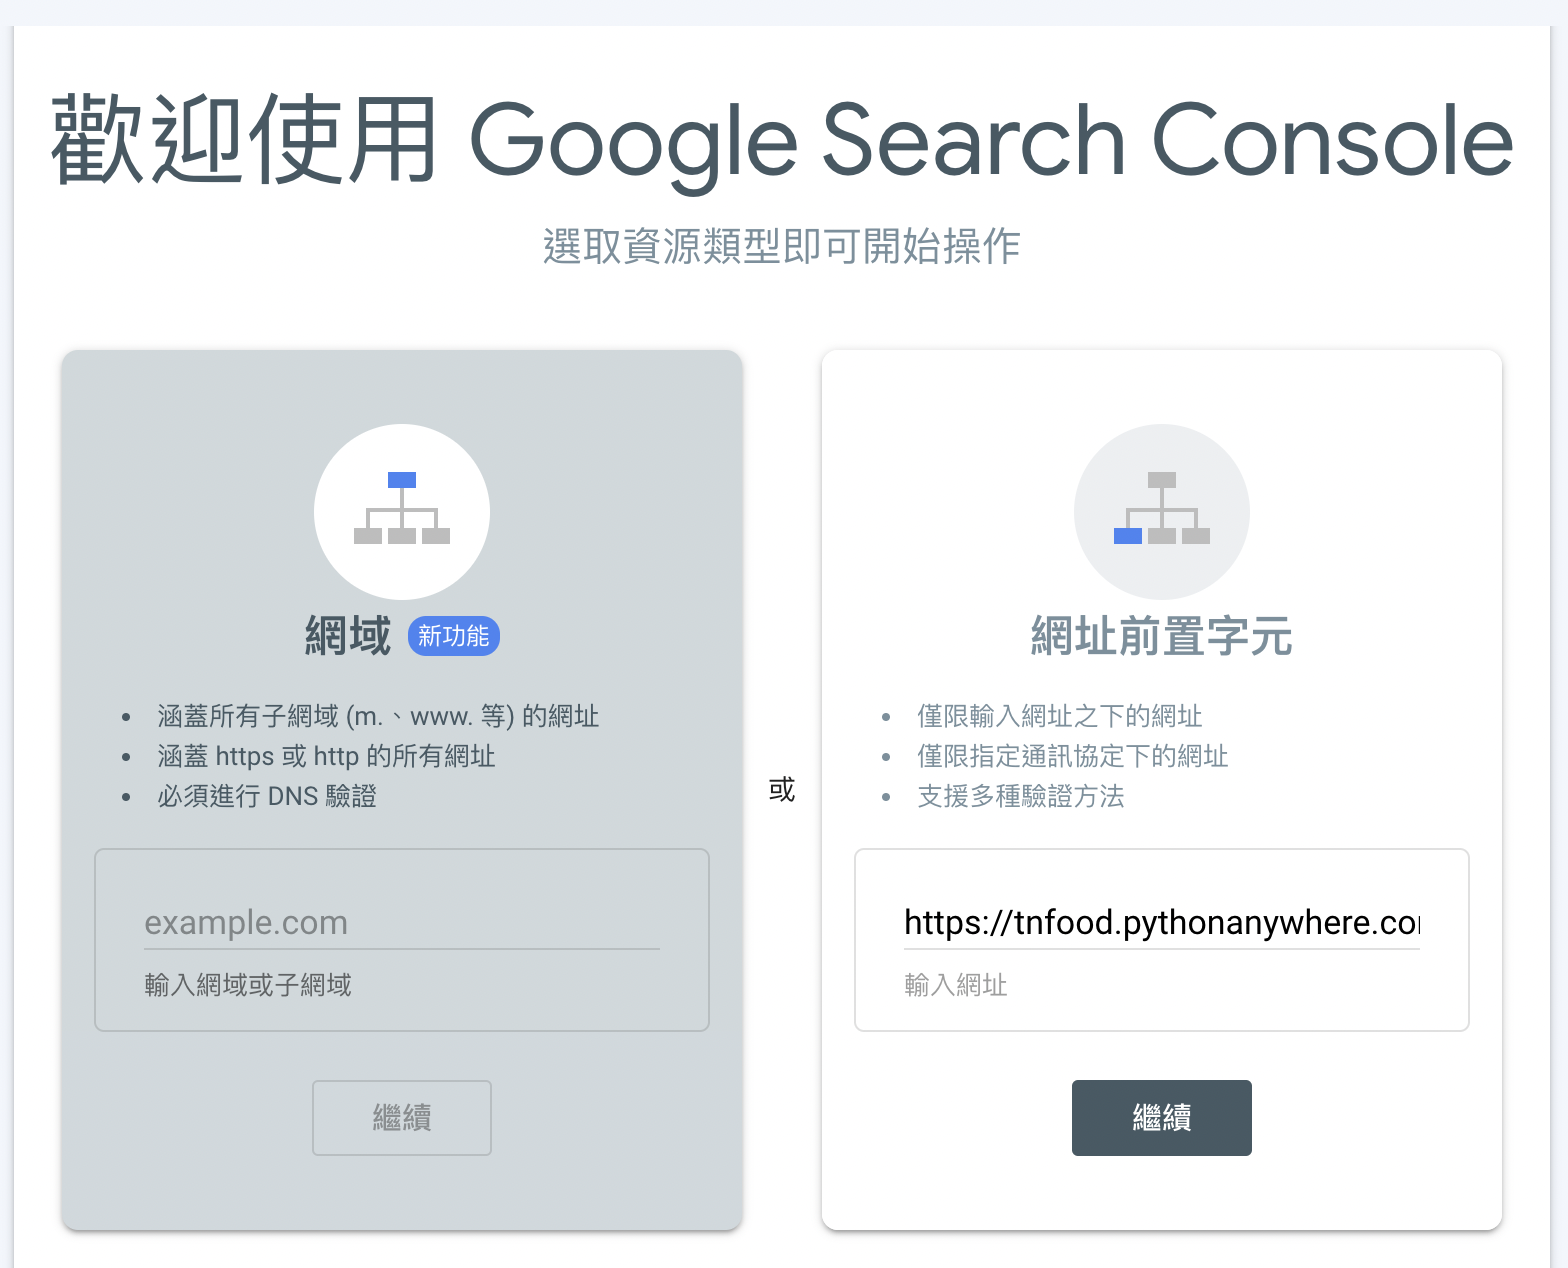 歡迎使用 Google Search Console
選取資源類型即可開始操作
網域 新功能
• 涵蓋所有子網域 (m.、www. 等) 的網址
• 涵蓋 https 或 http 的所有網址
• 必須進行 DNS 驗證
example.com
輸入網域或子網域
繼續
或
網址前置字元
• 僅限輸入網址之下的網址
• 僅限指定通訊協定下的網址
• 支援多種驗證方法
https://tnfood.pythonanywhere.co
輸入網址
繼續